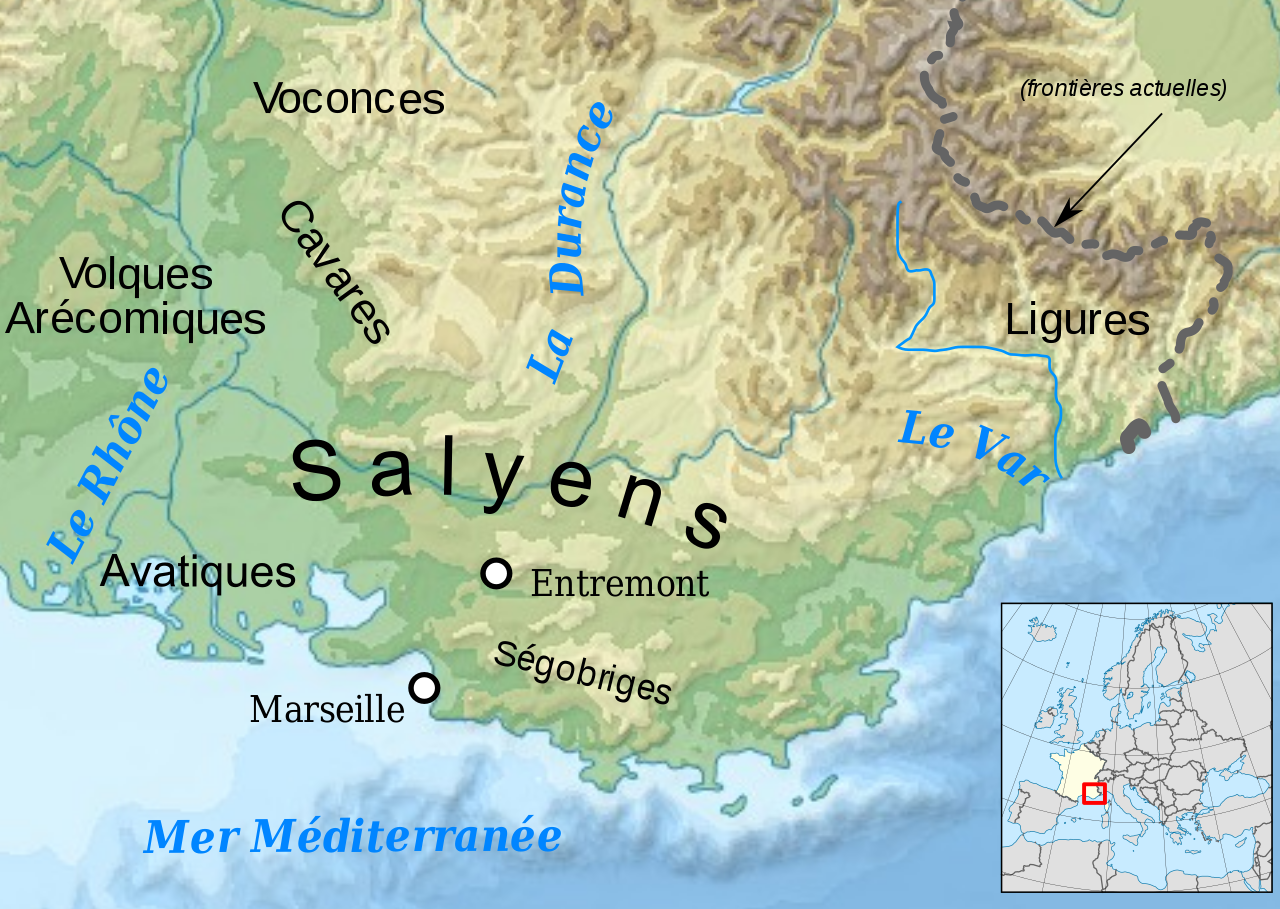 (frontières actuelles)
Voconces
La Durance
Cavares
Volques
Arécomiques
Ligures
Le Rhône
Le Var
Salyens
Avatiques
Entremont
Ségobriges
Marseille
Mer Méditerranée